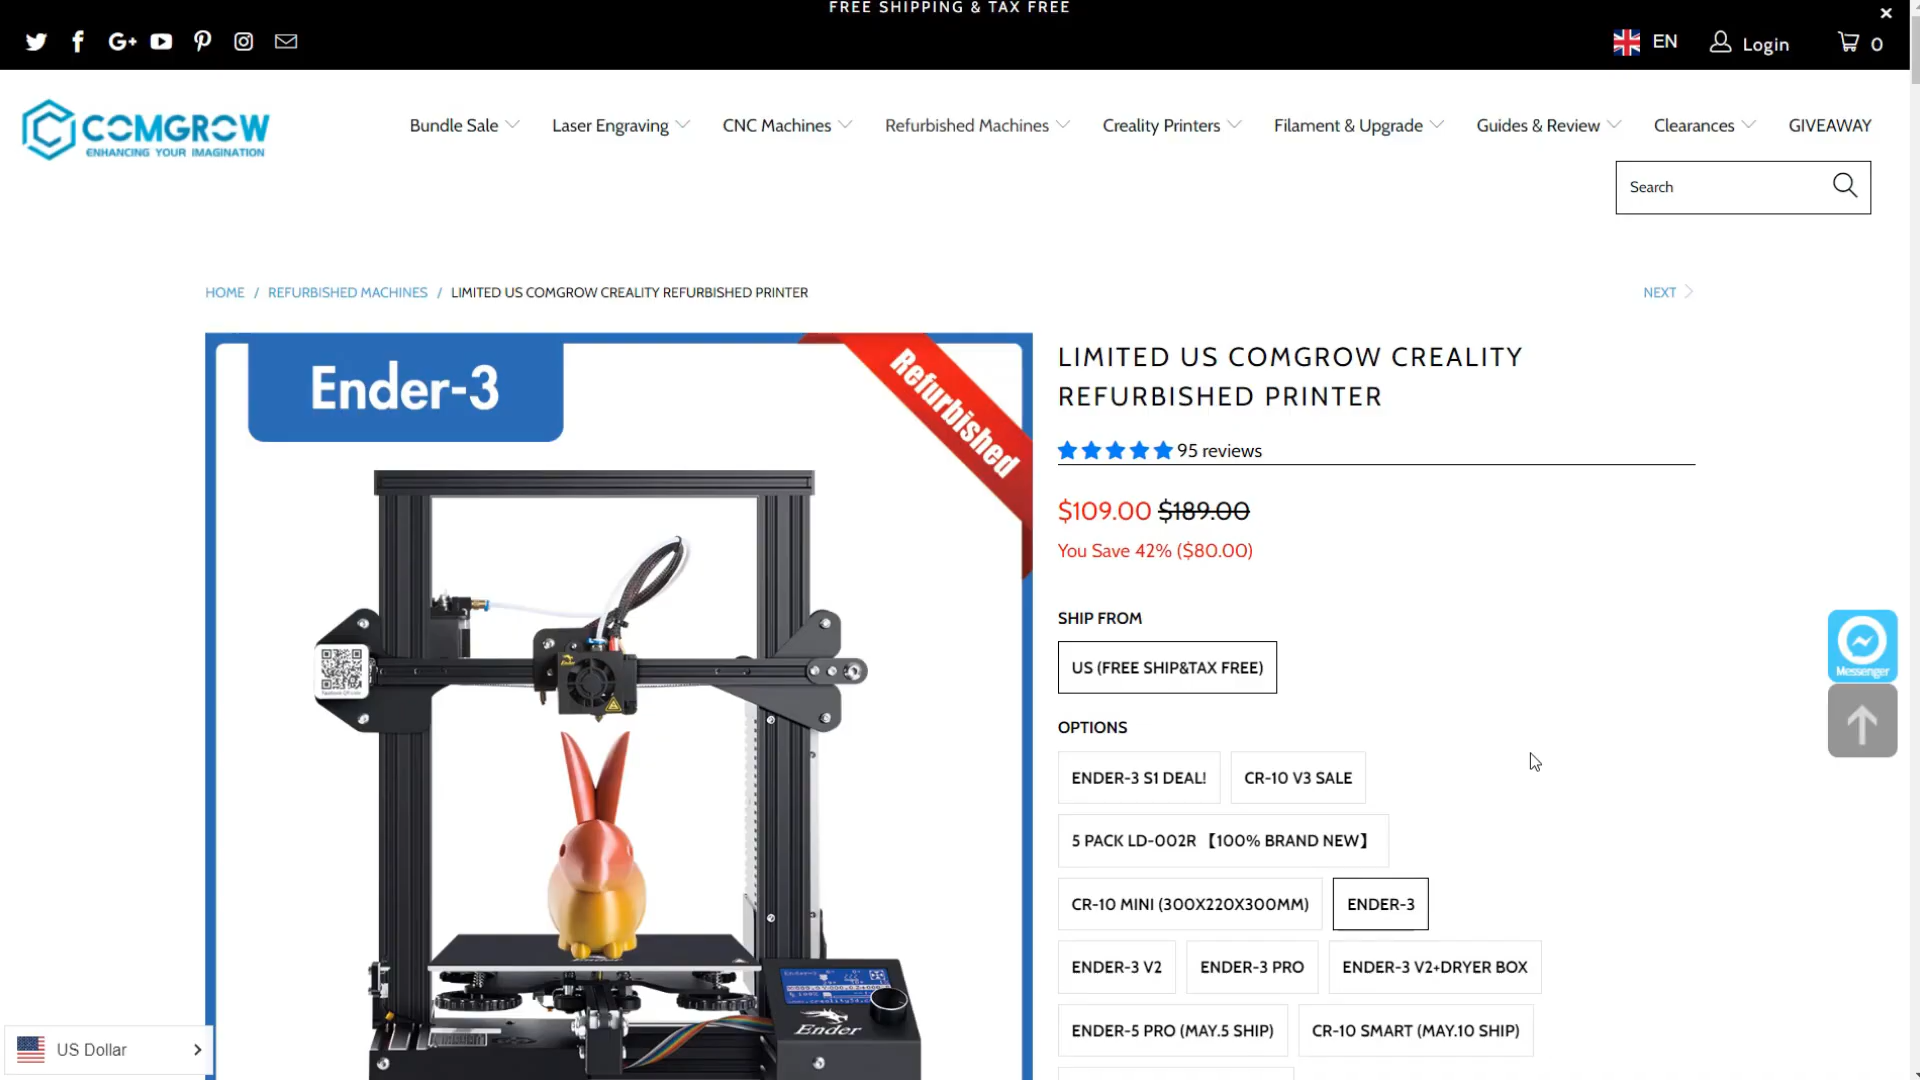 FREE SHIPPING & TAX FREE
EN
Login
0
COMGROW
ENHANCING YOUR IMAGINATION
Bundle Sale
Laser Engraving
CNC Machines
Refurbished Machines
Creality Printers
Filament & Upgrade
Guides & Review
Clearances
GIVEAWAY
Search
HOME / REFURBISHED MACHINES / LIMITED US COMGROW CREALITY REFURBISHED PRINTER
NEXT
Ender-3
Refurbished
LIMITED US COMGROW CREALITY
REFURBISHED PRINTER
95 reviews
$109.00 $189.00
You Save 42% ($80.00)
SHIP FROM
US (FREE SHIP&TAX FREE)
OPTIONS
ENDER-3 S1 DEAL!
CR-10 V3 SALE
5 PACK LD-002R 【100% BRAND NEW】
CR-10 MINI (300X220X300MM)
ENDER-3
ENDER-3 V2
ENDER-3 PRO
ENDER-3 V2+DRYER BOX
ENDER-5 PRO (MAY.5 SHIP)
CR-10 SMART (MAY.10 SHIP)
Messenger
Ender
US Dollar